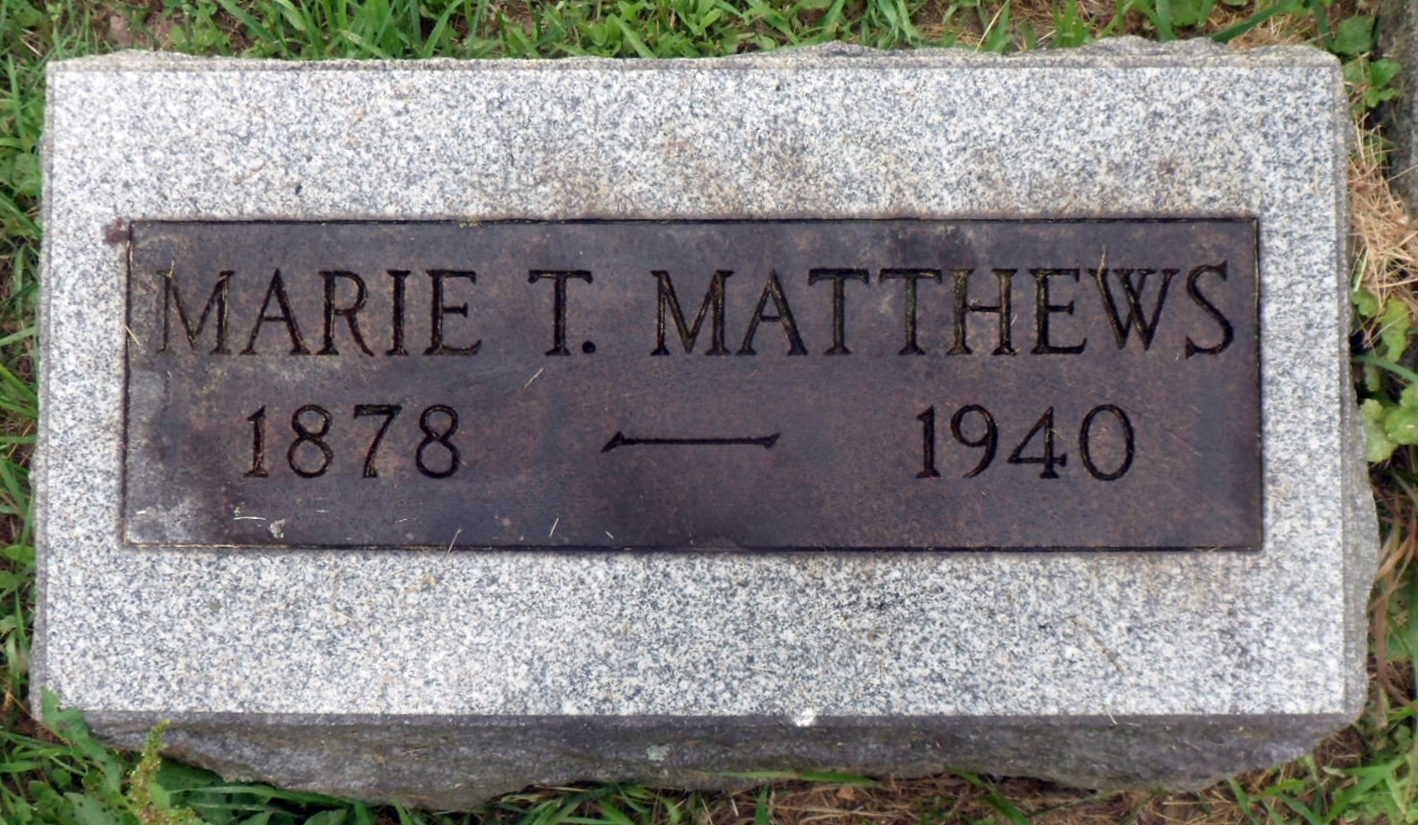 MARIE T. MATTHEWS
1878 — 1940